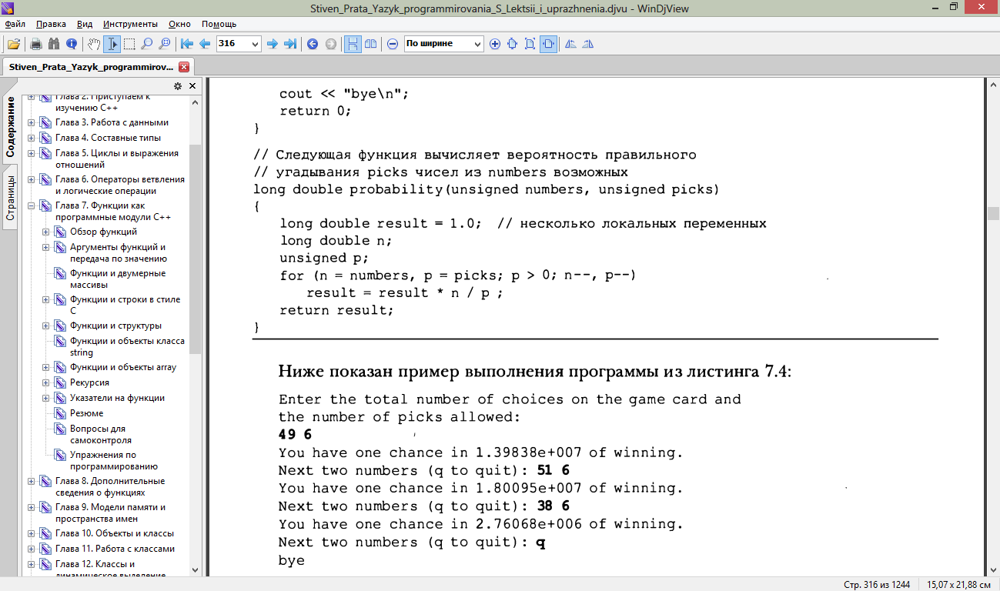 Stiven_Prata_Yazyk_programmirovania_S_Lektsii_i_uprazhnenia.djvu - WinDjView
Файл Правка Вид Инструменты Окно Помощь
316
По ширине
Stiven_Prata_Yazyk_programmirov...
Содержание
Страницы
Глава 2. Приступаем к
изучению C++
Глава 3. Работа с данными
Глава 4. Составные типы
Глава 5. Циклы и выражения
отношений
Глава 6. Операторы ветвления
и логические операции
Глава 7. Функции как
программные модули C++
Обзор функций
Аргументы функций и
передача по значению
Функции и двумерные
массивы
Функции и строки в стиле
C
Функции и структуры
Функции и объекты класса
string
Функции и объекты array
Рекурсия
Указатели на функции
Резюме
Вопросы для
самоконтроля
Упражнения по
программированию
Глава 8. Дополнительные
сведения о функциях
Глава 9. Модели памяти и
пространства имен
Глава 10. Объекты и классы
Глава 11. Работа с классами
Глава 12. Классы и
динамическое выделение
cout << "bye\n";
return 0;
}
// Следующая функция вычисляет вероятность правильного
// угадывания picks чисел из numbers возможных
long double probability(unsigned numbers, unsigned picks)
{
long double result = 1.0; // несколько локальных переменных
long double n;
unsigned p;
for (n = numbers, p = picks; p > 0; n--, p--)
result = result * n / p ;
return result;
}
Ниже показан пример выполнения программы из листинга 7.4:
Enter the total number of choices on the game card and
the number of picks allowed:
49 6
You have one chance in 1.39838e+007 of winning.
Next two numbers (q to quit): 51 6
You have one chance in 1.80095e+007 of winning.
Next two numbers (q to quit): 38 6
You have one chance in 2.76068e+006 of winning.
Next two numbers (q to quit): q
bye
Стр. 316 из 1244
15,07 x 21,88 см